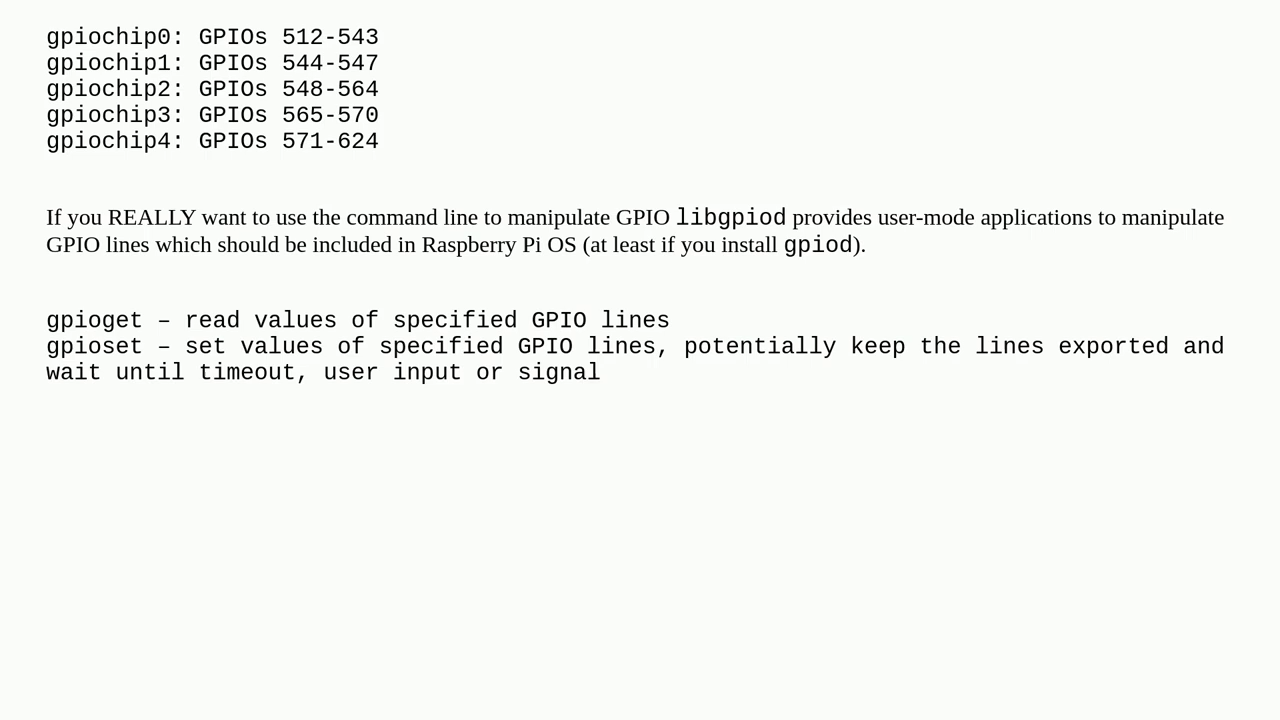 gpiochip0: GPIOs 512-543
gpiochip1: GPIOs 544-547
gpiochip2: GPIOs 548-564
gpiochip3: GPIOs 565-570
gpiochip4: GPIOs 571-624
If you REALLY want to use the command line to manipulate GPIO libgpiod provides user-mode applications to manipulate
GPIO lines which should be included in Raspberry Pi OS (at least if you install gpiod).
gpioget – read values of specified GPIO lines
gpioset – set values of specified GPIO lines, potentially keep the lines exported and
wait until timeout, user input or signal